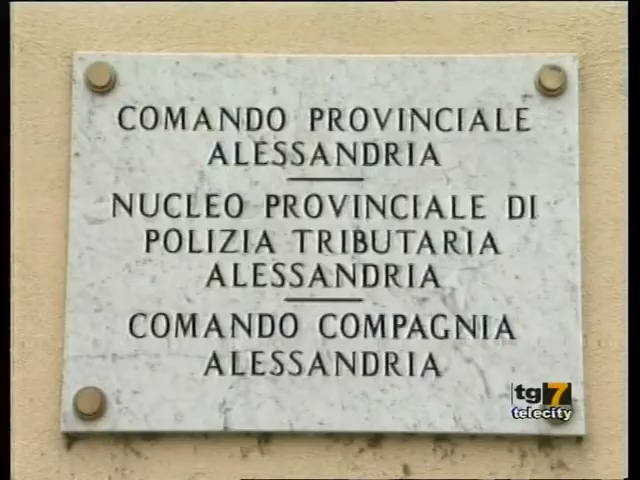 COMANDO PROVINCIALE
ALESSANDRIA
NUCLEO PROVINCIALE DI
POLIZIA TRIBUTARIA
ALESSANDRIA
COMANDO COMPAGNIA
ALESSANDRIA
tg7
telecity